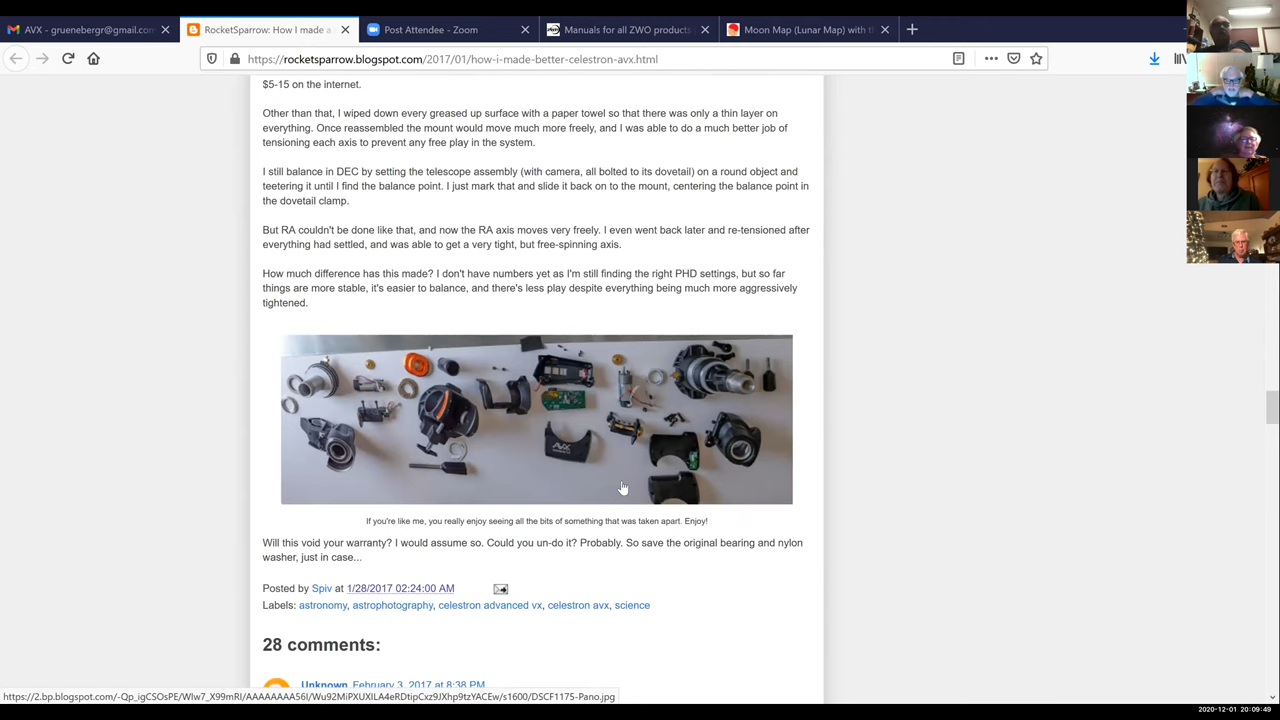 AVX - gruenebergr@gmail.com
RocketSparrow: How I made a
Post Attendee - Zoom
Manuals for all ZWO products
Moon Map (Lunar Map) with th
https://rocketsparrow.blogspot.com/2017/01/how-i-made-better-celestron-avx.html
$5-15 on the internet.
Other than that, I wiped down every greased up surface with a paper towel so that there was only a thin layer on
everything. Once reassembled the mount would move much more freely, and I was able to do a much better job of
tensioning each axis to prevent any free play in the system.
I still balance in DEC by setting the telescope assembly (with camera, all bolted to its dovetail) on a round object and
teetering it until I find the balance point. I just mark that and slide it back on to the mount, centering the balance point in
the dovetail clamp.
But RA couldn't be done like that, and now the RA axis moves very freely. I even went back later and re-tensioned after
everything had settled, and was able to get a very tight, but free-spinning axis.
How much difference has this made? I don't have numbers yet as I'm still finding the right PHD settings, but so far
things are more stable, it's easier to balance, and there's less play despite everything being much more aggressively
tightened.
AVX
If you're like me, you really enjoy seeing all the bits of something that was taken apart. Enjoy!
Will this void your warranty? I would assume so. Could you un-do it? Probably. So save the original bearing and nylon
washer, just in case...
Posted by Spiv at 1/28/2017 02:24:00 AM
Labels: astronomy, astrophotography, celestron advanced vx, celestron avx, science
28 comments:
Unknown February 3, 2017 at 8:38 PM
2020-12-01 20:09:49